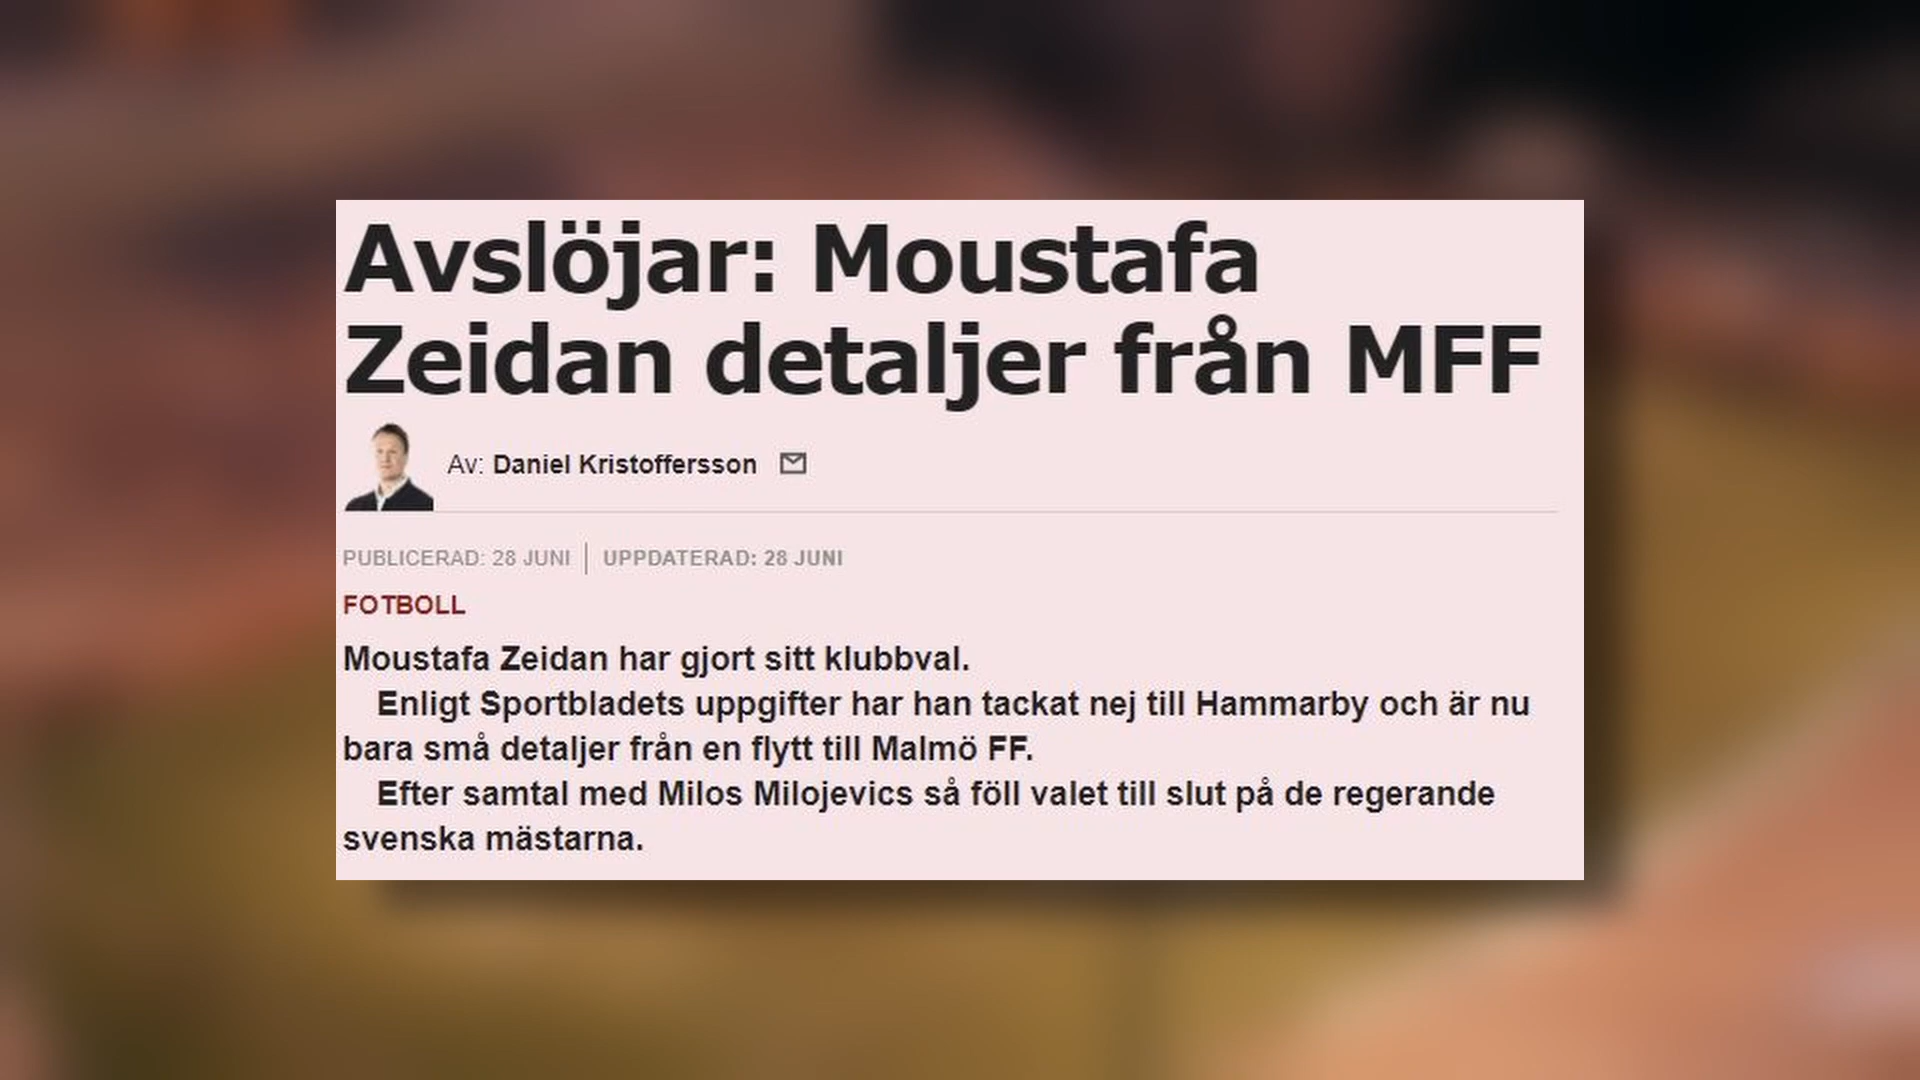 Avslöjar: Moustafa
Zeidan detaljer från MFF
Av: Daniel Kristoffersson
PUBLICERAD: 28 JUNI | UPPDATERAD: 28 JUNI
FOTBOLL
Moustafa Zeidan har gjort sitt klubbval.
Enligt Sportbladets uppgifter har han tackat nej till Hammarby och är nu
bara små detaljer från en flytt till Malmö FF.
Efter samtal med Milos Milojevics så föll valet till slut på de regerande
svenska mästarna.